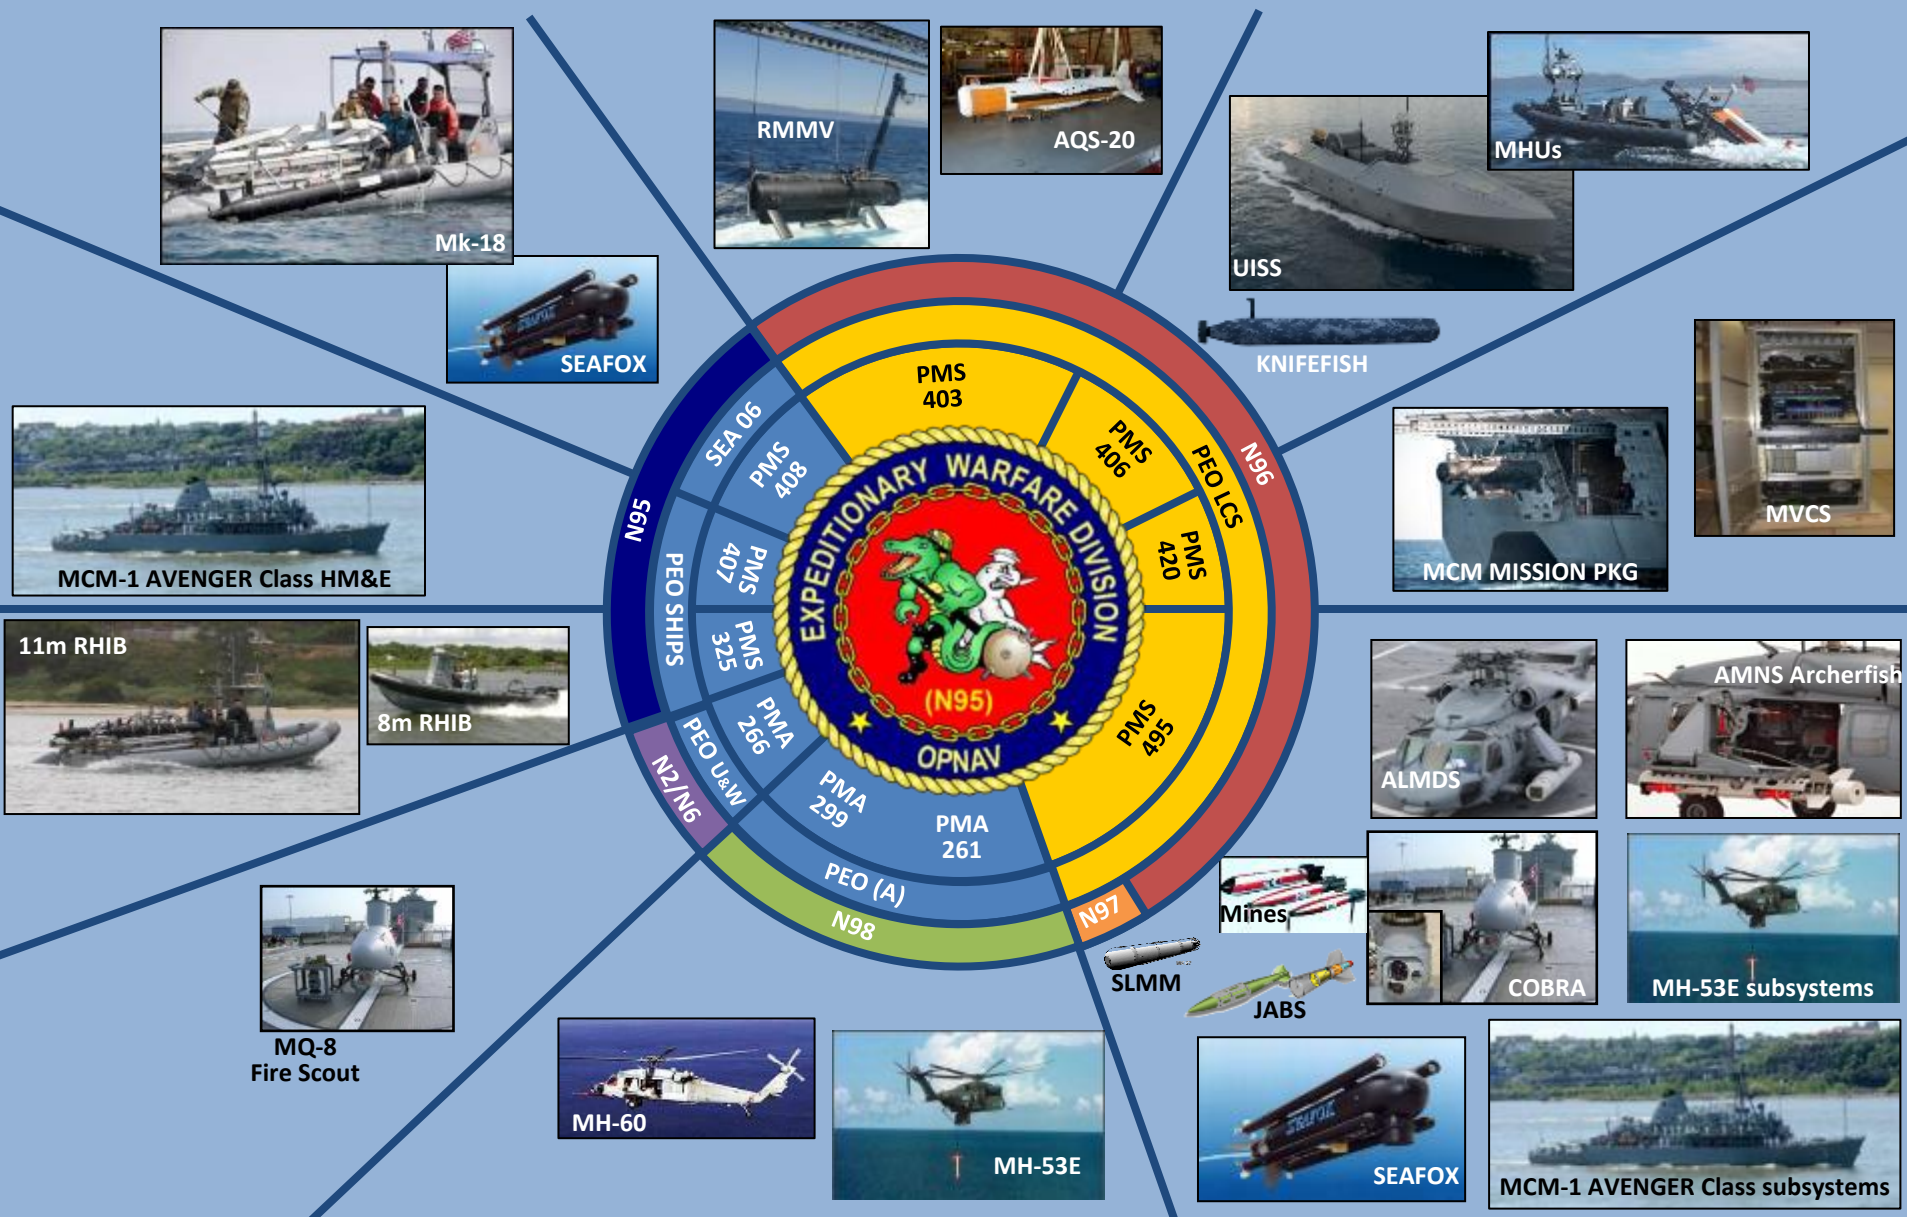 RMMV
AQS-20
MHUs
UISS
Mk-18
SEAFOX
KNIFEFISH
MVCS
MCM MISSION PKG
MCM-1 AVENGER Class HM&E
11m RHIB
8m RHIB
MQ-8
Fire Scout
MH-60
MH-53E
N95
N96
N97
N98
N2/N6
SEA 06
PEO SHIPS
PEO U&W
PEO (A)
PEO LCS
PMS
403
PMS
406
PMS
420
PMS
495
PMA
261
PMA
299
PMA
266
PMS
325
PMS
407
PMS
408
EXPEDITIONARY WARFARE DIVISION
(N95)
OPNAV
ALMDS
AMNS Archerfish
Mines
SLMM
JABS
COBRA
MH-53E subsystems
SEAFOX
SEAFOX
SEAFOX
MCM-1 AVENGER Class subsystems